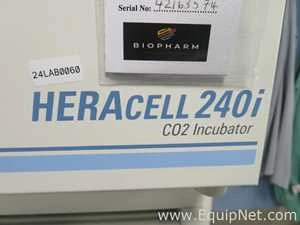 Serial No: 42163574
BIOPHARM
24LAB0060
HERACELL 240i
CO2 Incubator
www.EquipNet.com